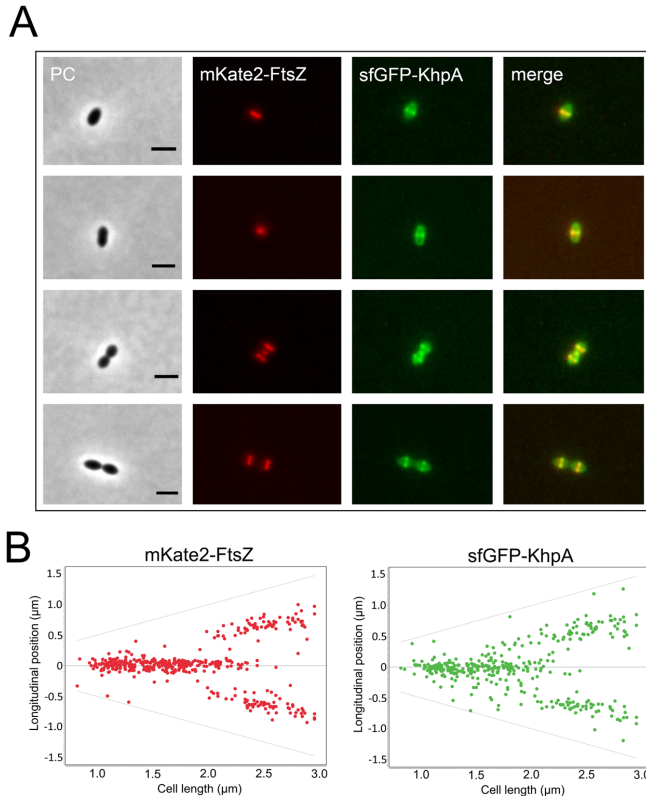 A
PC mKate2-FtsZ sfGFP-KhpA merge
B
mKate2-FtsZ
Longitudinal position (µm)
1.5
1.0
0.5
0
-0.5
-1.0
-1.5
1.0 1.5 2.0 2.5 3.0
Cell length (µm)
sfGFP-KhpA
Longitudinal position (µm)
1.5
1.0
0.5
0
-0.5
-1.0
-1.5
1.0 1.5 2.0 2.5 3.0
Cell length (µm)